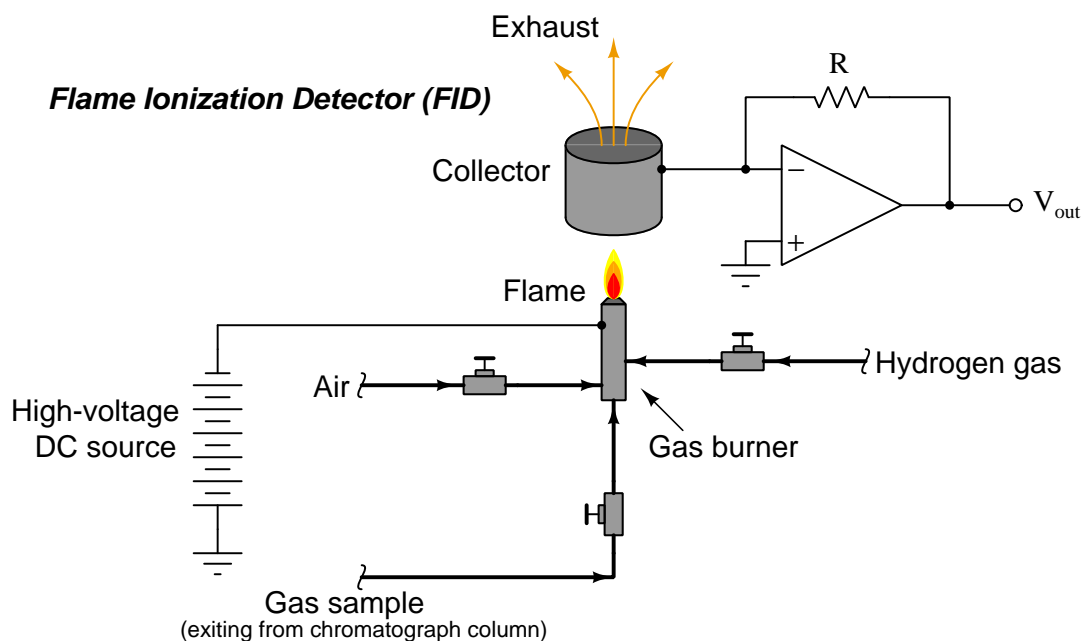 Exhaust
Flame Ionization Detector (FID)
R
Collector
−
+
V_out
Flame
Air
Hydrogen gas
High-voltage
DC source
Gas burner
Gas sample
(exiting from chromatograph column)